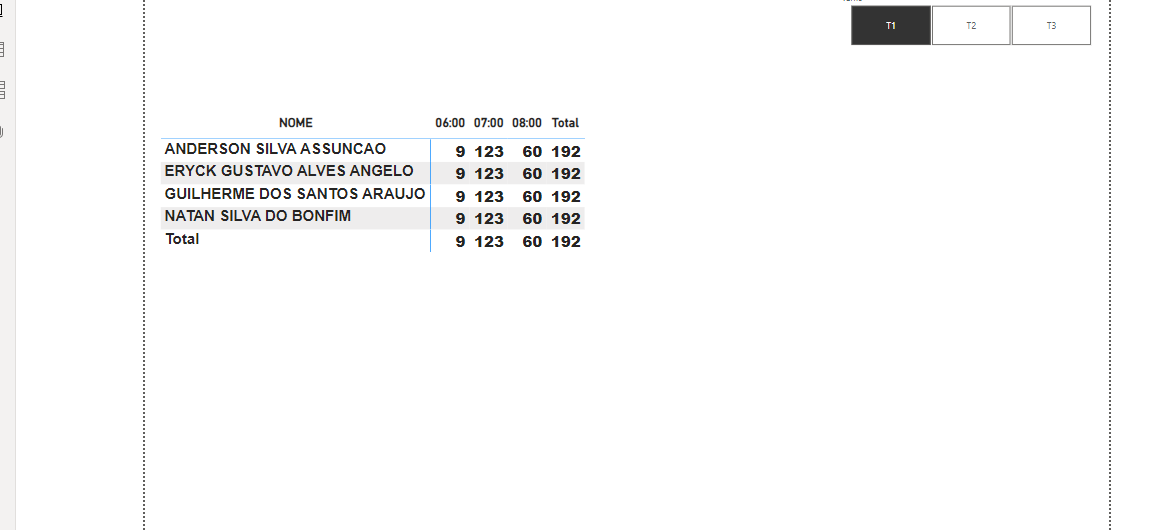 T1 T2 T3
NOME 06:00 07:00 08:00 Total
ANDERSON SILVA ASSUNCAO 9 123 60 192
ERYCK GUSTAVO ALVES ANGELO 9 123 60 192
GUILHERME DOS SANTOS ARAUJO 9 123 60 192
NATAN SILVA DO BONFIM 9 123 60 192
Total 9 123 60 192